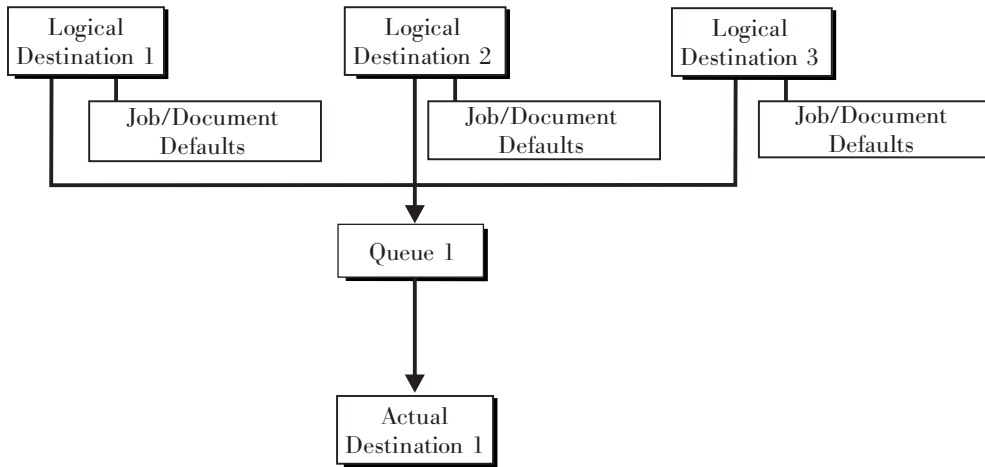 Logical
Destination 1
Logical
Destination 2
Logical
Destination 3
Job/Document
Defaults
Job/Document
Defaults
Job/Document
Defaults
Queue 1
Actual
Destination 1